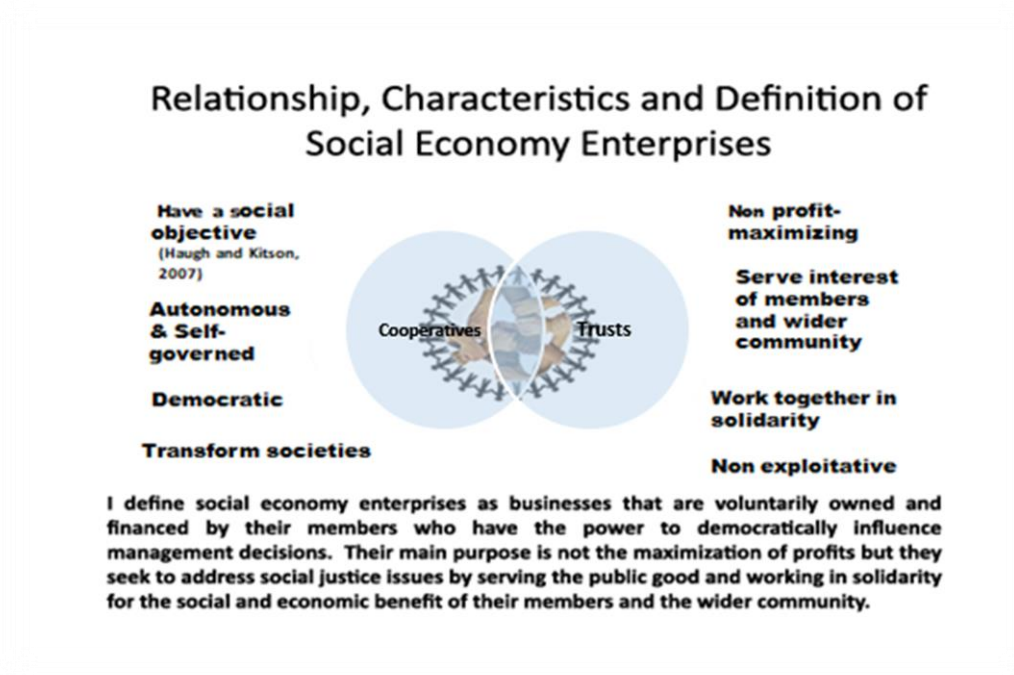 Relationship, Characteristics and Definition of
Social Economy Enterprises
Have a social
objective
(Haugh and Kitson,
2007)
Autonomous
& Self-
governed
Democratic
Transform societies
Cooperatives
Trusts
Non profit-
maximizing
Serve interest
of members
and wider
community
Work together in
solidarity
Non exploitative
I define social economy enterprises as businesses that are voluntarily owned and
financed by their members who have the power to democratically influence
management decisions. Their main purpose is not the maximization of profits but they
seek to address social justice issues by serving the public good and working in solidarity
for the social and economic benefit of their members and the wider community.